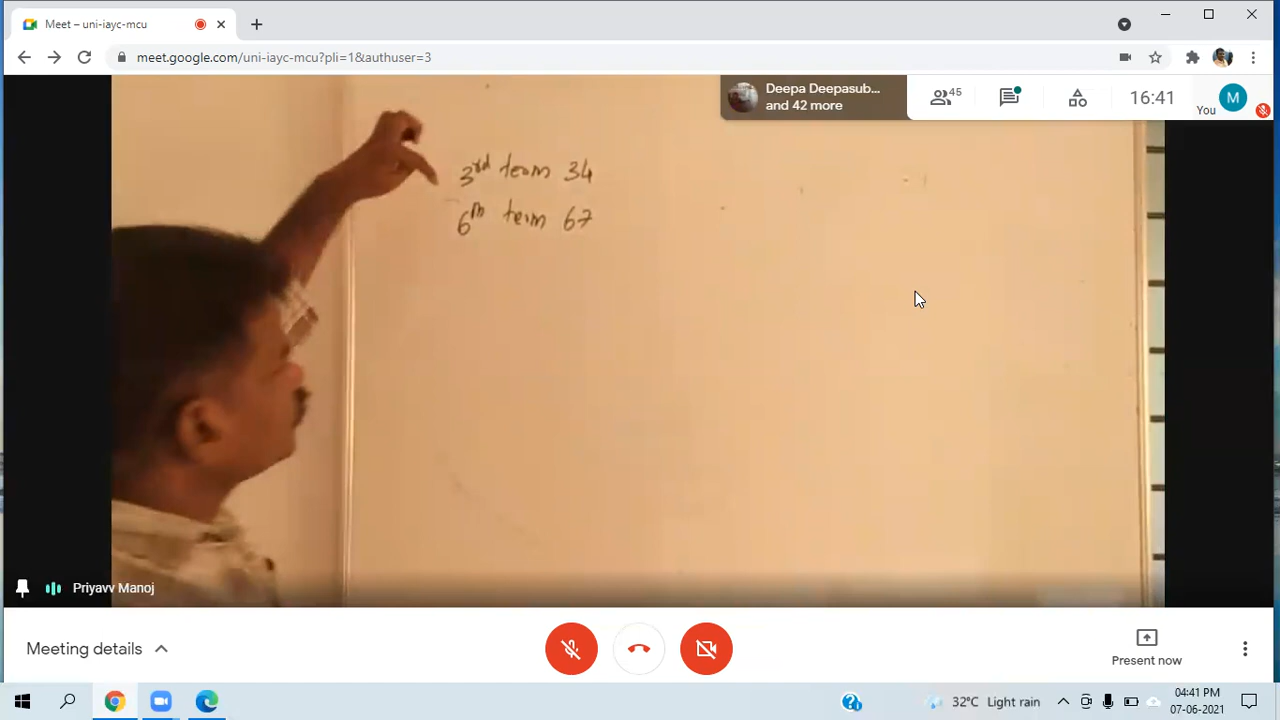 Meet – uni-iayc-mcu
meet.google.com/uni-iayc-mcu?pli=1&authuser=3
Deepa Deepasub...
and 42 more
45
16:41
You
M
3rd term 34
6th term 67
Priyavv Manoj
Meeting details
Present now
32°C Light rain
04:41 PM
07-06-2021